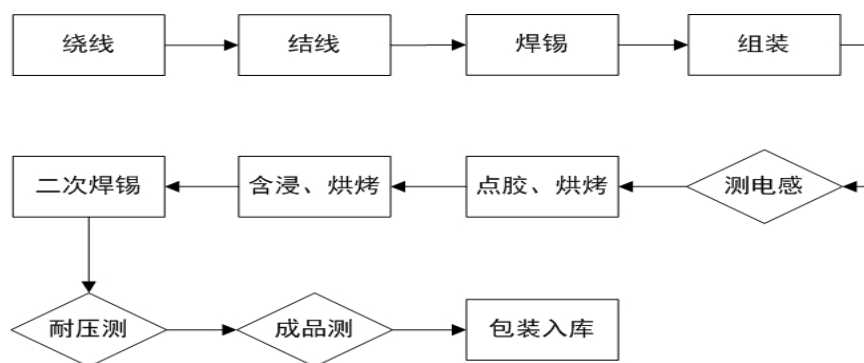 绕线
结线
焊锡
组装
测电感
点胶、烘烤
含浸、烘烤
二次焊锡
耐压测
成品测
包装入库